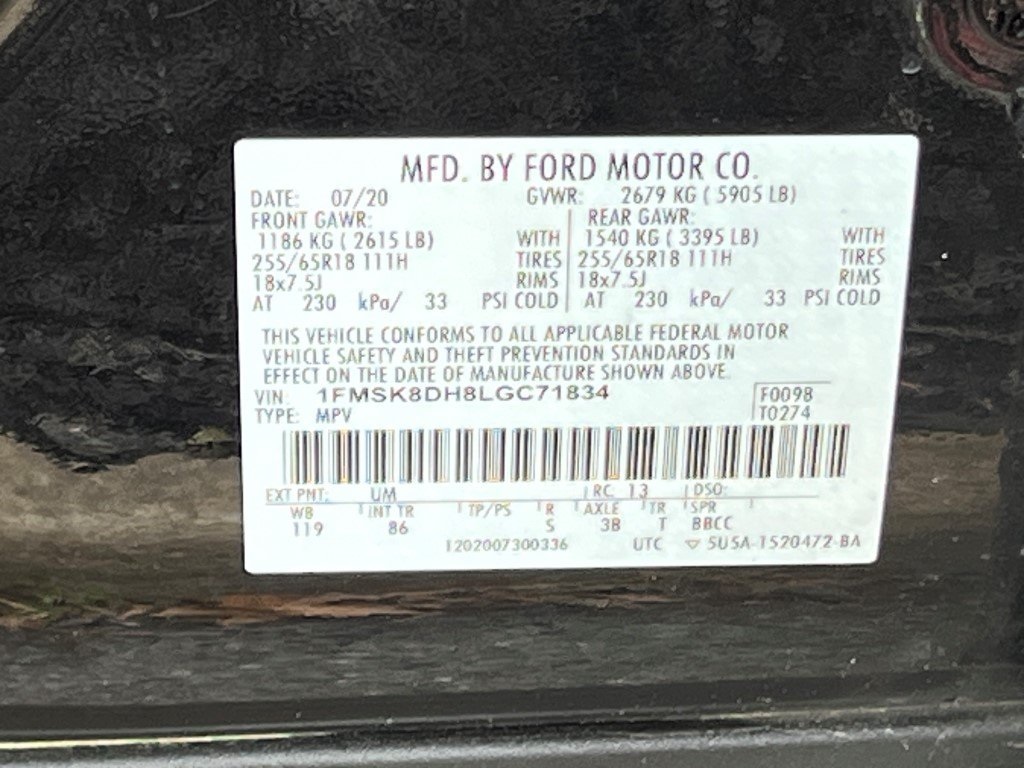 MFD. BY FORD MOTOR CO.
DATE: 07/20 GVWR: 2679 KG ( 5905 LB)
FRONT GAWR: REAR GAWR:
1186 KG ( 2615 LB) WITH 1540 KG ( 3395 LB) WITH
255/65R18 111H TIRES 255/65R18 111H TIRES
18x7.5J RIMS 18x7.5J RIMS
AT 230 kPa/ 33 PSI COLD AT 230 kPa/ 33 PSI COLD
THIS VEHICLE CONFORMS TO ALL APPLICABLE FEDERAL MOTOR
VEHICLE SAFETY AND THEFT PREVENTION STANDARDS IN
EFFECT ON THE DATE OF MANUFACTURE SHOWN ABOVE.
VIN: 1FMSK8DH8LGC71834 F0098
TYPE: MPV T0274
EXT PNT: UM RC: 13 DSO:
WB INT TR TP/PS R AXLE TR SPR
119 86 S 3B T BBCC
1202007300336 UTC ▽ 5U5A-1520472-BA